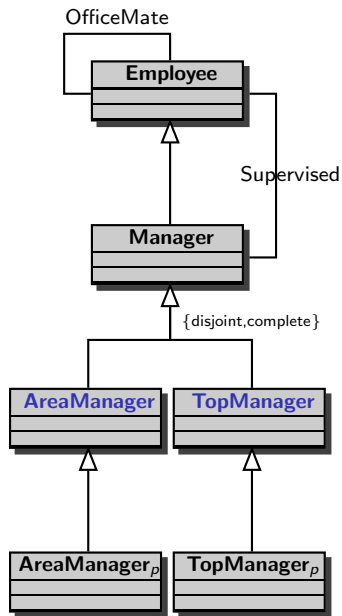 OfficeMate
Employee
Supervised
Manager
{disjoint,complete}
AreaManager
TopManager
AreaManagerₚ
TopManagerₚ